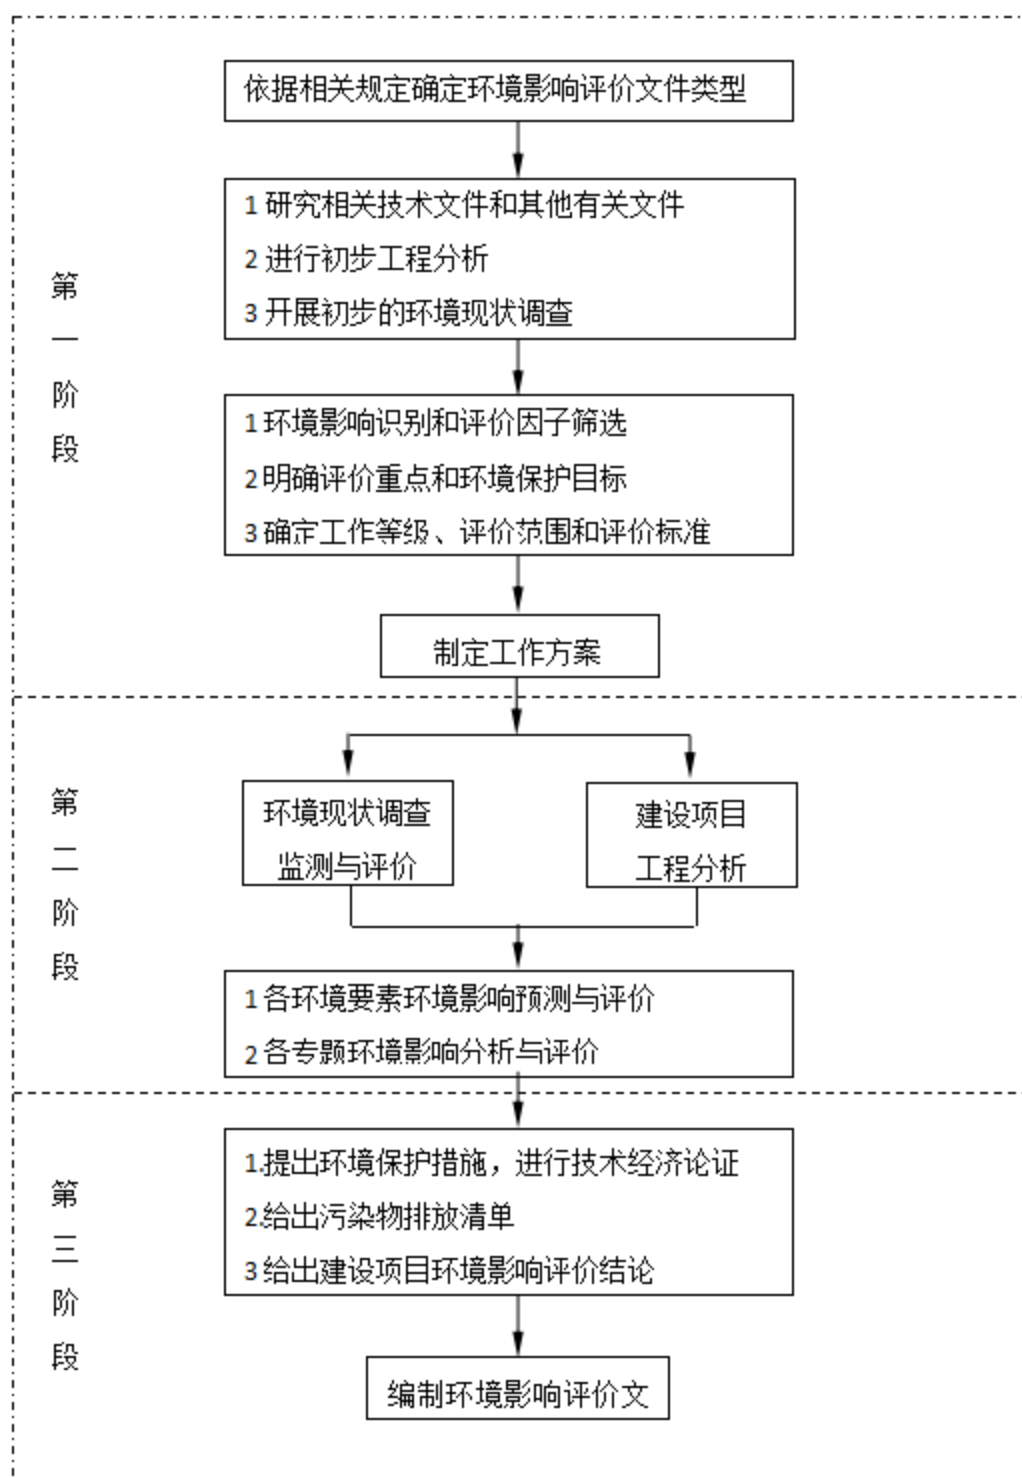 依据相关规定确定环境影响评价文件类型
1 研究相关技术文件和其他有关文件
2 进行初步工程分析
3 开展初步的环境现状调查
第一阶段
1 环境影响识别和评价因子筛选
2 明确评价重点和环境保护目标
3 确定工作等级、评价范围和评价标准
制定工作方案
第二阶段
环境现状调查
监测与评价
建设项目
工程分析
1 各环境要素环境影响预测与评价
2 各专题环境影响分析与评价
第三阶段
1.提出环境保护措施，进行技术经济论证
2.给出污染物排放清单
3 给出建设项目环境影响评价结论
编制环境影响评价文